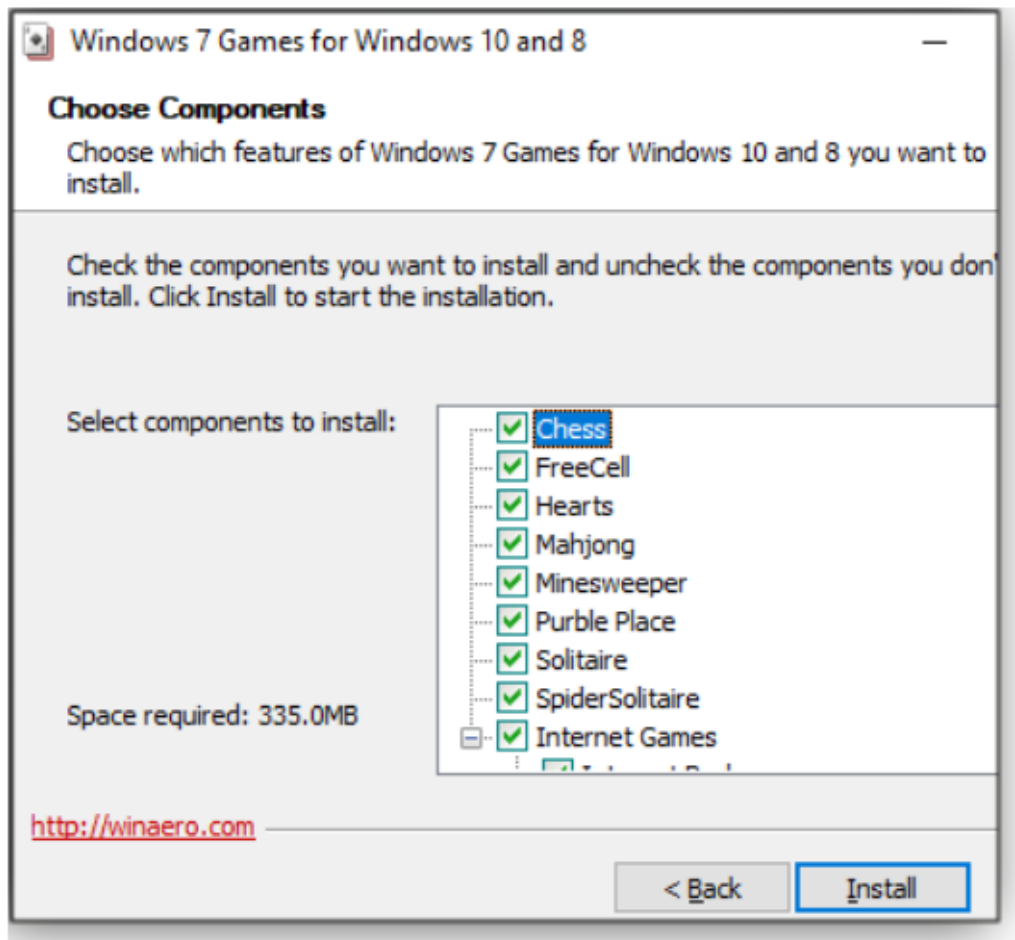 Windows 7 Games for Windows 10 and 8
Choose Components
Choose which features of Windows 7 Games for Windows 10 and 8 you want to
install.
Check the components you want to install and uncheck the components you don'
install. Click Install to start the installation.
Select components to install:
Chess
FreeCell
Hearts
Mahjong
Minesweeper
Purble Place
Solitaire
SpiderSolitaire
Internet Games
Space required: 335.0MB
http://winaero.com
< Back
Install